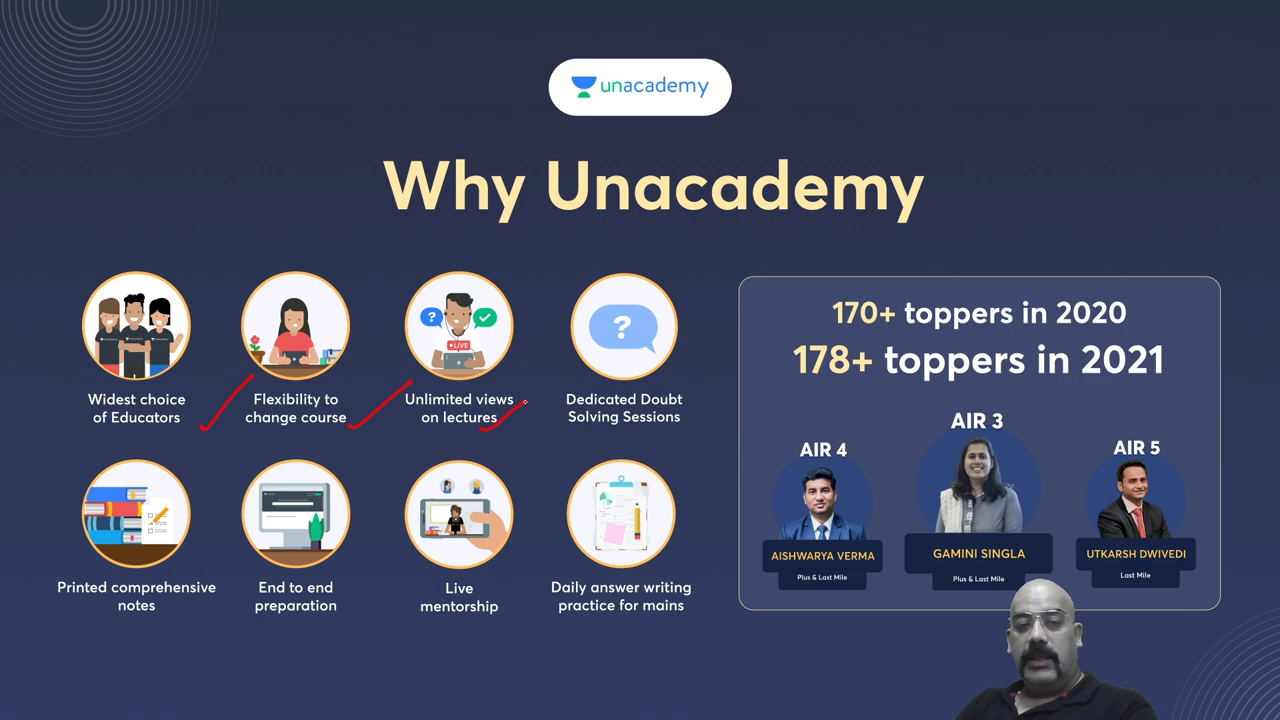 unacademy
Why Unacademy
Widest choice
of Educators
Flexibility to
change course
LIVE
Unlimited views
on lectures
Dedicated Doubt
Solving Sessions
Printed comprehensive
notes
End to end
preparation
Live
mentorship
Daily answer writing
practice for mains
170+ toppers in 2020
178+ toppers in 2021
AIR 4
AISHWARYA VERMA
Plus & Last Mile
AIR 3
GAMINI SINGLA
Plus & Last Mile
AIR 5
UTKARSH DWIVEDI
Last Mile